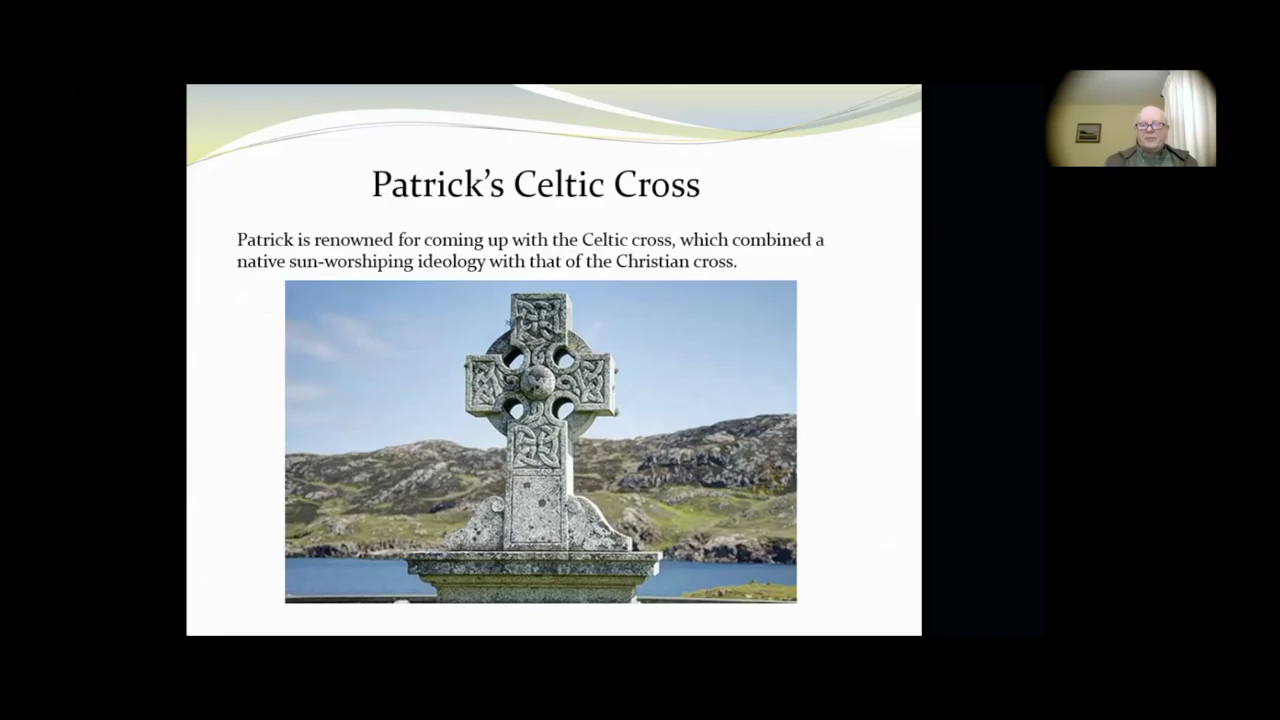 Patrick’s Celtic Cross
Patrick is renowned for coming up with the Celtic cross, which combined a
native sun-worshiping ideology with that of the Christian cross.